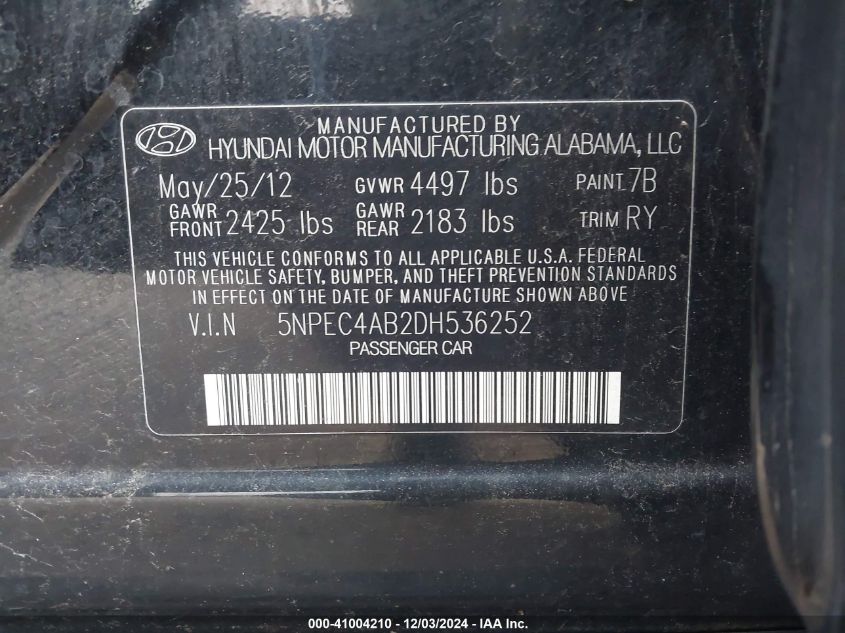 MANUFACTURED BY
HYUNDAI MOTOR MANUFACTURING ALABAMA, LLC
May/25/12 GVWR 4497 lbs PAINT 7B
GAWR FRONT 2425 lbs GAWR REAR 2183 lbs TRIM RY
THIS VEHICLE CONFORMS TO ALL APPLICABLE U.S.A. FEDERAL
MOTOR VEHICLE SAFETY, BUMPER, AND THEFT PREVENTION STANDARDS
IN EFFECT ON THE DATE OF MANUFACTURE SHOWN ABOVE
V.I.N 5NPEC4AB2DH536252
PASSENGER CAR
000-41004210 - 12/03/2024 - IAA Inc.